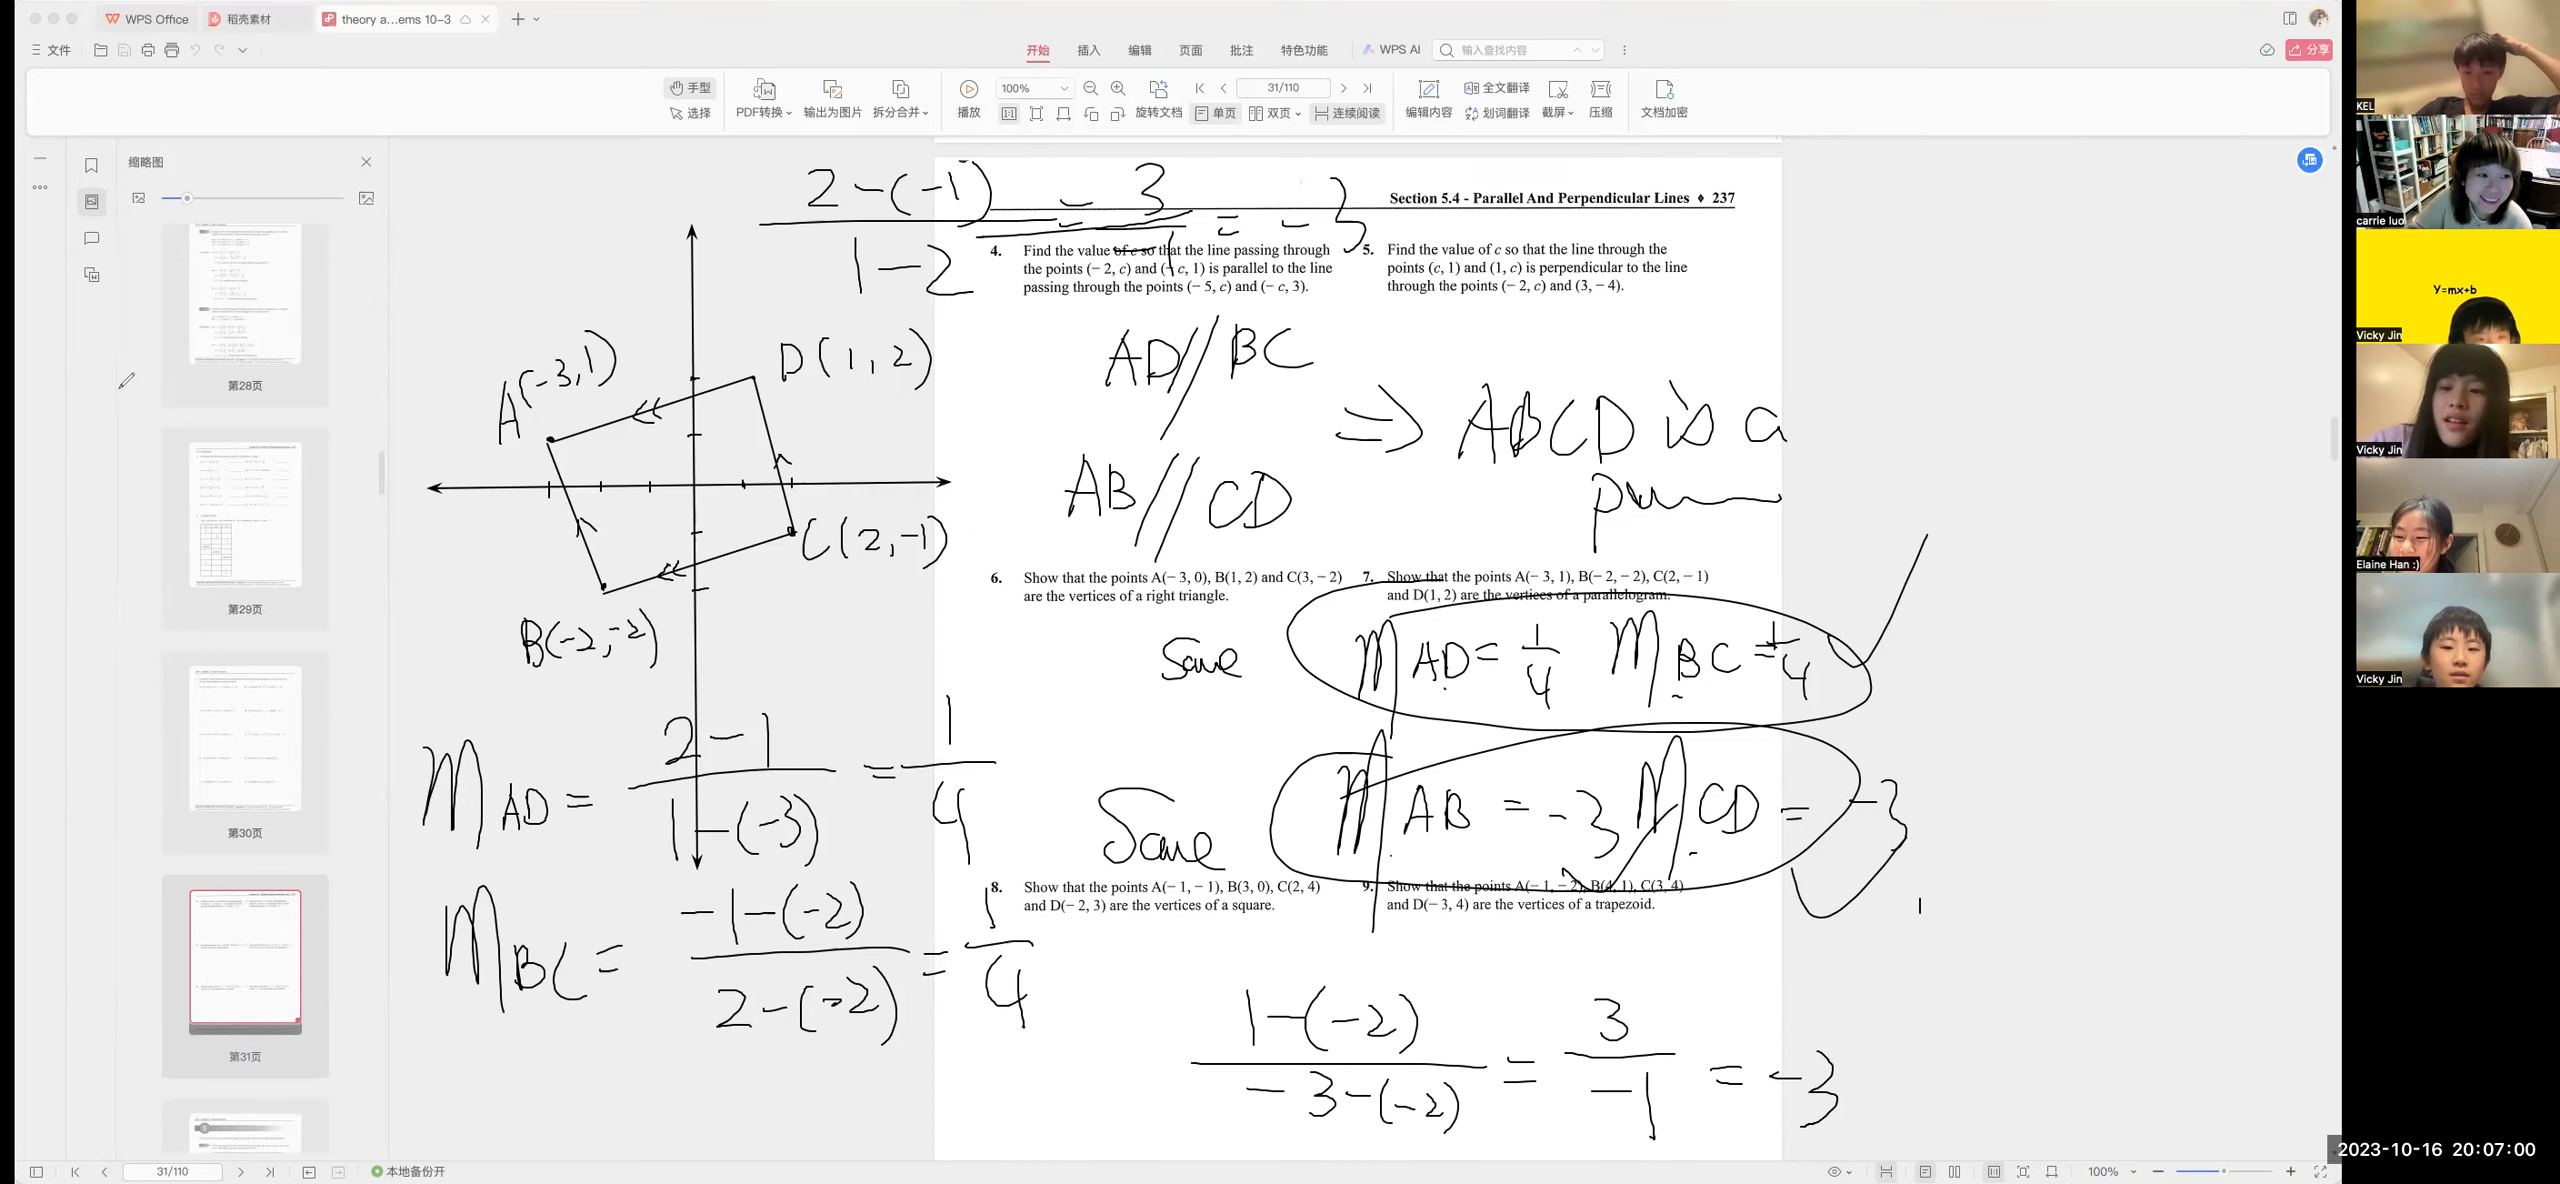 WPS Office
稻壳素材
theory a...ems 10-3
文件
开始
插入
编辑
页面
批注
特色功能
WPS AI
输入查找内容
分享
手型
选择
PDF转换
输出为图片
拆分合并
播放
100%
31/110
旋转文档
单页
双页
连续阅读
编辑内容
全文翻译
划词翻译
截屏
压缩
文档加密
缩略图
第28页
第29页
第30页
第31页
Section 5.4 - Parallel And Perpendicular Lines ♦ 237
2-(-1)
1-2
= 3
= -3
4. Find the value of c so that the line passing through
the points (− 2, c) and (− c, 1) is parallel to the line
passing through the points (− 5, c) and (− c, 3).
5. Find the value of c so that the line through the
points (c, 1) and (1, c) is perpendicular to the line
through the points (− 2, c) and (3, − 4).
A(-3,1)
D(1,2)
C(2,-1)
B(-2,-2)
AD//BC
AB//CD
⇒ ABCD is a
6. Show that the points A(− 3, 0), B(1, 2) and C(3, − 2)
are the vertices of a right triangle.
7. Show that the points A(− 3, 1), B(− 2, − 2), C(2, − 1)
and D(1, 2) are the vertices of a parallelogram.
Same
m AD = 1/4 m BC = 1/4
Same
m AB = -3 m CD = -3
m AD = 2-1 / 1-(-3) = 1/4
m BC = -1-(-2) / 2-(-2) = 1/4
8. Show that the points A(− 1, − 1), B(3, 0), C(2, 4)
and D(− 2, 3) are the vertices of a square.
9. Show that the points A(− 1, − 2), B(4, 1), C(3, 4)
and D(− 3, 4) are the vertices of a trapezoid.
1-(-2) / -3-(-2) = 3/-1 = -3
31/110
本地备份开
100%
KEL
carrie luo
Y=mx+b
Vicky Jin
Vicky Jin
Elaine Han :)
Vicky Jin
2023-10-16 20:07:00